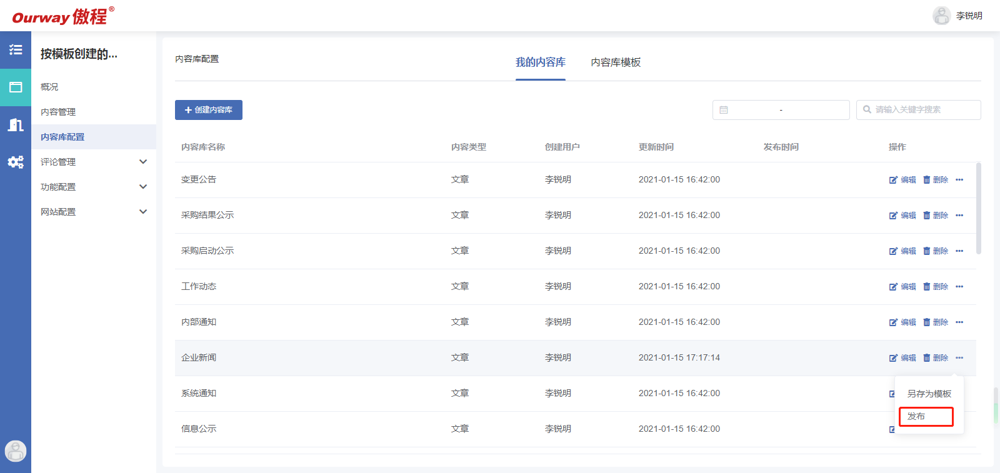 Ourway 傲程®
李锐明
按模板创建的...
概况
内容管理
内容库配置
评论管理
功能配置
网站配置
内容库配置
我的内容库 内容库模板
创建内容库
- 请输入关键字搜索
内容库名称 内容类型 创建用户 更新时间 发布时间 操作
变更公告 文章 李锐明 2021-01-15 16:42:00 编辑 删除
采购结果公示 文章 李锐明 2021-01-15 16:42:00 编辑 删除
采购启动公示 文章 李锐明 2021-01-15 16:42:00 编辑 删除
工作动态 文章 李锐明 2021-01-15 16:42:00 编辑 删除
内部通知 文章 李锐明 2021-01-15 16:42:00 编辑 删除
企业新闻 文章 李锐明 2021-01-15 17:17:14 编辑 删除
系统通知 文章 李锐明 2021-01-15 16:42:00
另存为模板
发布
信息公示 文章 李锐明 2021-01-15 16:42:00